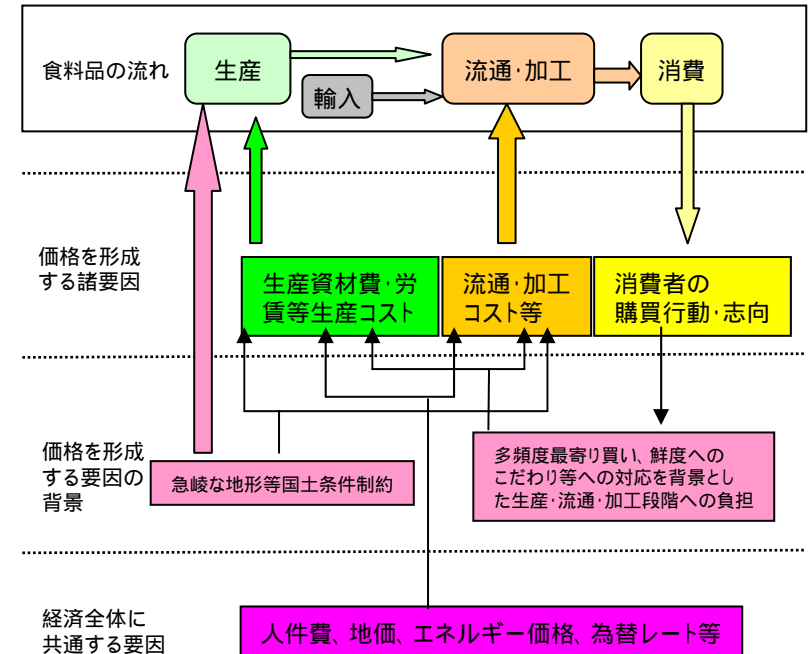 食料品の流れ
生産
輸入
流通・加工
消費
価格を形成
する諸要因
生産資材費・労
賃等生産コスト
流通・加工
コスト等
消費者の
購買行動・志向
価格を形成
する要因の
背景
急峻な地形等国土条件制約
多頻度最寄り買い、鮮度への
こだわり等への対応を背景とし
た生産・流通・加工段階への負担
経済全体に
共通する要因
人件費、地価、エネルギー価格、為替レート等